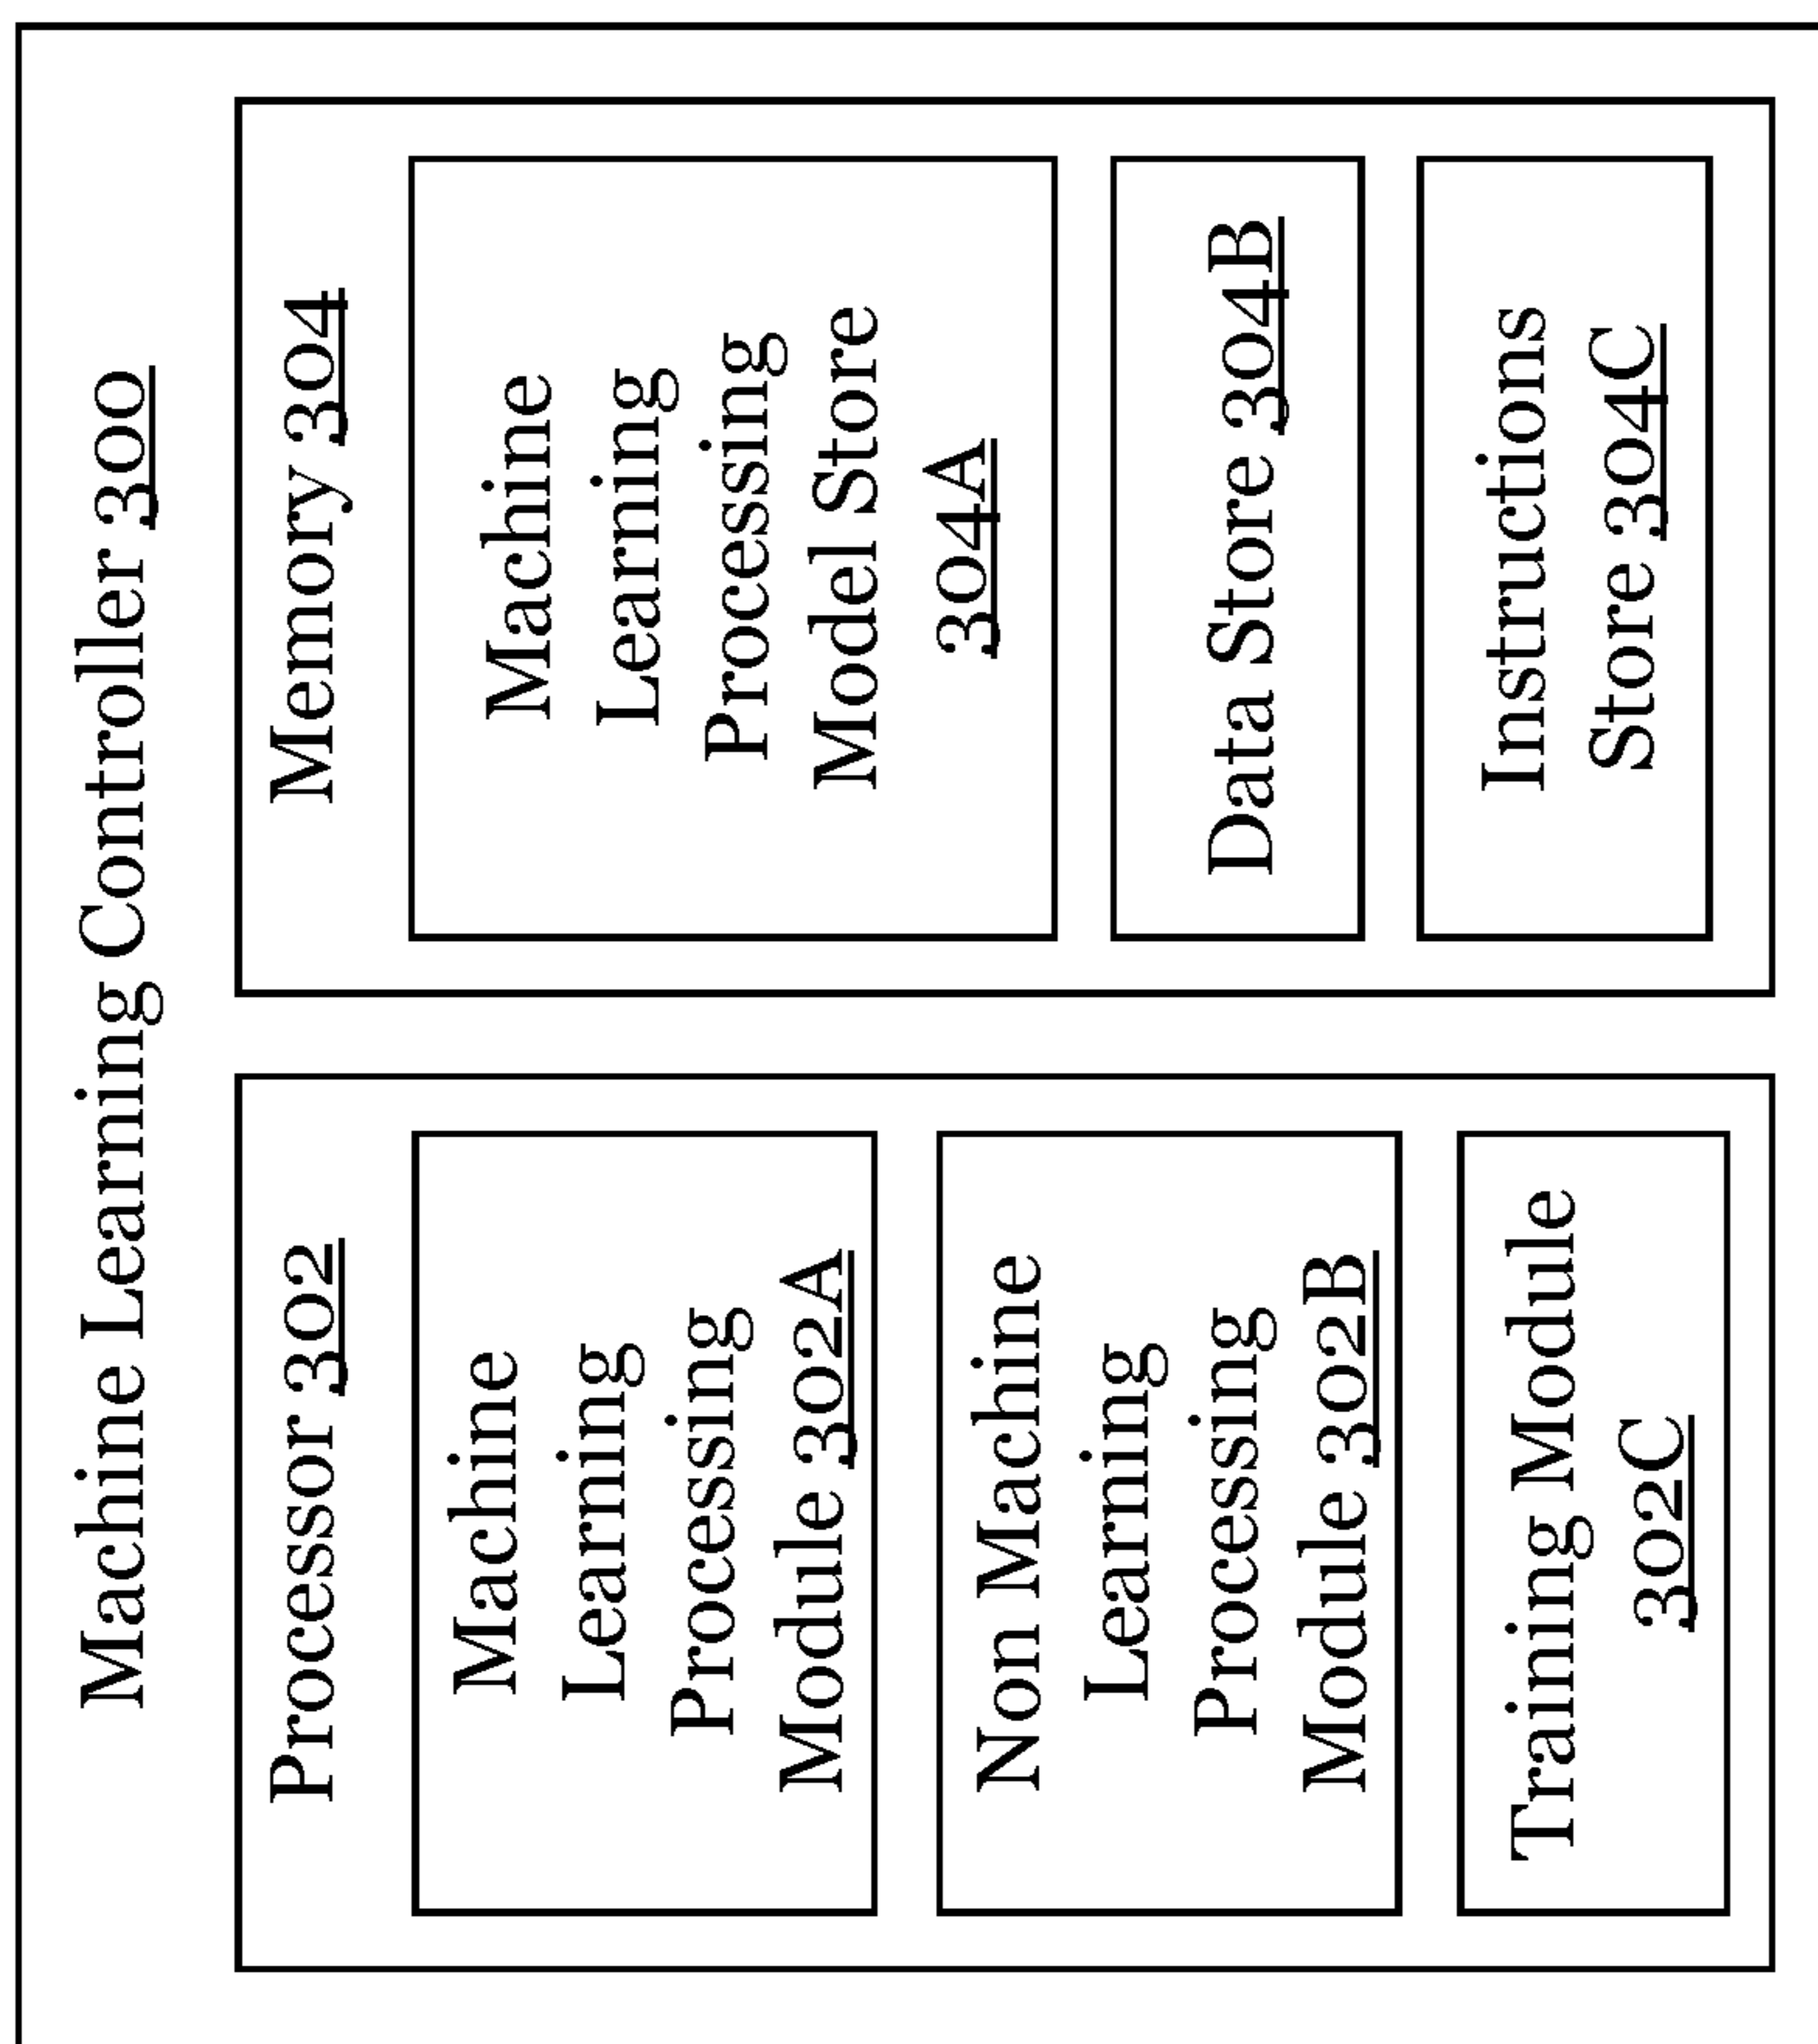 Machine Learning Controller 300
Processor 302
Machine
Learning
Processing
Module 302A
Non Machine
Learning
Processing
Module 302B
Training Module
302C
Memory 304
Machine
Learning
Processing
Model Store
304A
Data Store 304B
Instructions
Store 304C